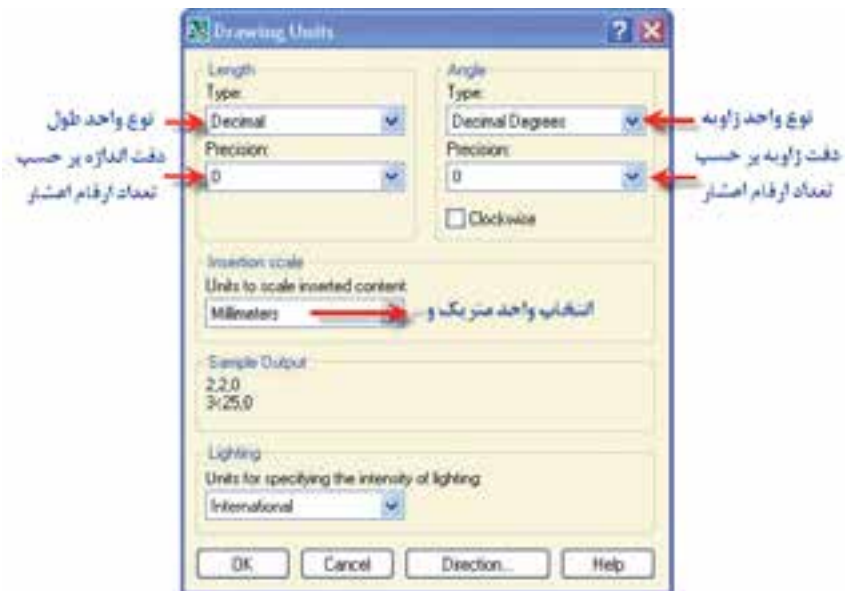 Drawing Units
Length
Type:
Decimal
Precision:
0
Angle
Type:
Decimal Degrees
Precision:
0
Clockwise
نوع واحد طول
دقت اندازه بر حسب
تعداد ارقام اعشار
نوع واحد زاویه
دقت زاویه بر حسب
تعداد ارقام اعشار
Insertion scale
Units to scale inserted content:
Millimeters
انتخاب واحد متریک و ...
Sample Output
2,2,0
3<25,0
Lighting
Units for specifying the intensity of lighting:
International
OK
Cancel
Direction...
Help